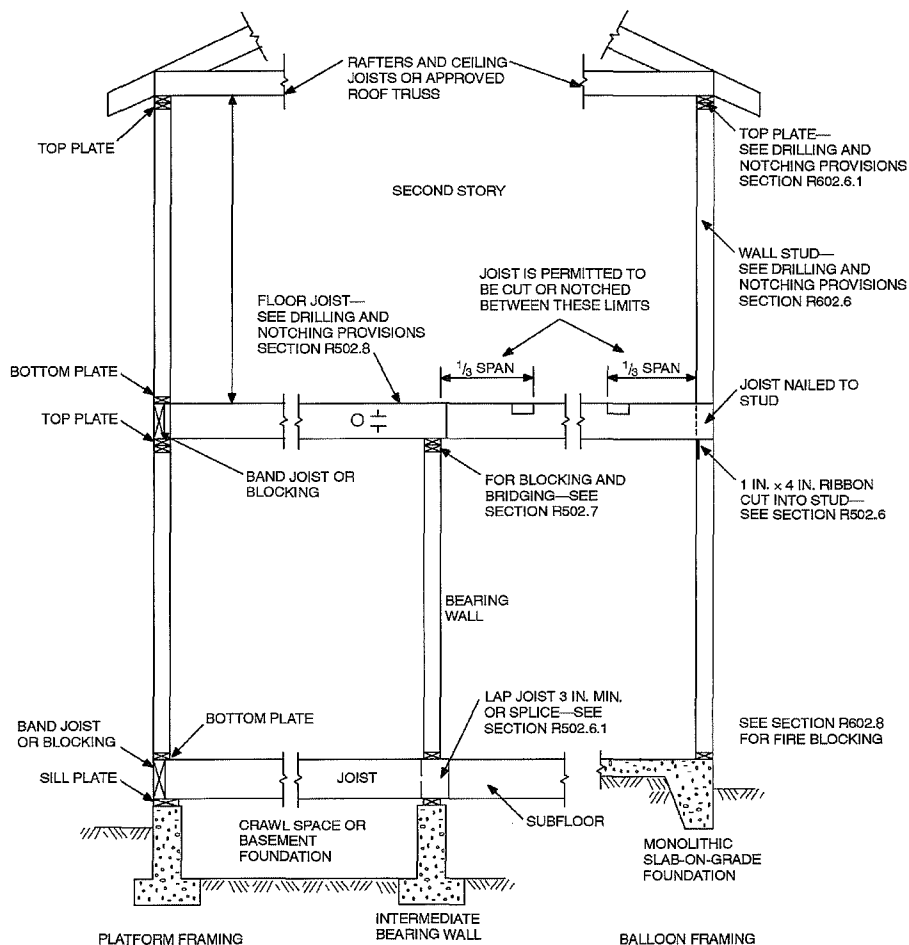 RAFTERS AND CEILING
JOISTS OR APPROVED
ROOF TRUSS
TOP PLATE
TOP PLATE—
SEE DRILLING AND
NOTCHING PROVISIONS
SECTION R602.6.1
SECOND STORY
WALL STUD—
SEE DRILLING AND
NOTCHING PROVISIONS
SECTION R602.6
JOIST IS PERMITTED TO
BE CUT OR NOTCHED
BETWEEN THESE LIMITS
FLOOR JOIST—
SEE DRILLING AND
NOTCHING PROVISIONS
SECTION R502.8
1/3 SPAN
1/3 SPAN
BOTTOM PLATE
JOIST NAILED TO
STUD
TOP PLATE
BAND JOIST OR
BLOCKING
FOR BLOCKING AND
BRIDGING—SEE
SECTION R502.7
1 IN. × 4 IN. RIBBON
CUT INTO STUD—
SEE SECTION R502.6
BEARING
WALL
LAP JOIST 3 IN. MIN.
OR SPLICE—SEE
SECTION R502.6.1
BOTTOM PLATE
BAND JOIST
OR BLOCKING
SEE SECTION R602.8
FOR FIRE BLOCKING
SILL PLATE
JOIST
SUBFLOOR
CRAWL SPACE OR
BASEMENT
FOUNDATION
MONOLITHIC
SLAB-ON-GRADE
FOUNDATION
INTERMEDIATE
BEARING WALL
PLATFORM FRAMING
BALLOON FRAMING